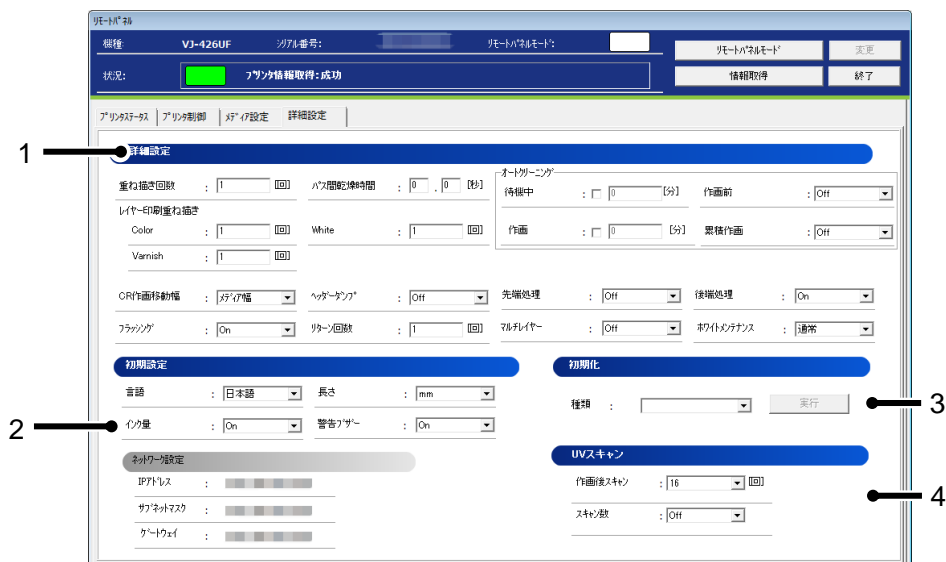 リモートパネル
機種: VJ-426UF シリアル番号: リモートパネルモード:
リモートパネルモード 変更
状況: プリンタ情報取得:成功
情報取得 終了
プリンタステータス プリンタ制御 メディア設定 詳細設定
1
詳細設定
重ね描き回数 : 1 [回] パス間乾燥時間 : 0 . 0 [秒]
オートクリーニング
待機中 : 0 [分] 作画前 : Off
レイヤー印刷重ね描き
Color : 1 [回] White : 1 [回] 作画 : 0 [分] 累積作画 : Off
Varnish : 1 [回]
CR作画移動幅 : メディア幅 ヘッダーダンプ : Off 先端処理 : Off 後端処理 : On
フラッシング : On リターン回数 : 1 [回] マルチレイヤー : Off ホワイトメンテナンス : 通常
初期設定 初期化
言語 : 日本語 長さ : mm
種類 : 実行 3
2 インク量 : On 警告ブザー : On
ネットワーク設定 UVスキャン
IPアドレス : 作画後スキャン : 16 [回]
4
サブネットマスク : スキャン数 : Off
ゲートウェイ :